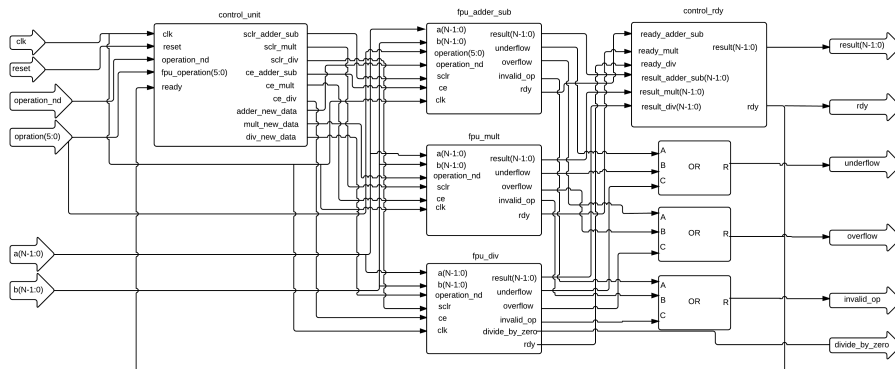 control_unit
fpu_adder_sub
control_rdy
clk
reset
operation_nd
opration(5:0)
a(N-1:0)
b(N-1:0)
clk
reset
operation_nd
fpu_operation(5:0)
ready
sclr_adder_sub
sclr_mult
sclr_div
ce_adder_sub
ce_mult
ce_div
adder_new_data
mult_new_data
div_new_data
a(N-1:0)
b(N-1:0)
operation(5:0)
operation_nd
sclr
ce
clk
result(N-1:0)
underflow
overflow
invalid_op
rdy
fpu_mult
a(N-1:0)
b(N-1:0)
operation_nd
sclr
ce
clk
result(N-1:0)
underflow
overflow
invalid_op
rdy
fpu_div
a(N-1:0)
b(N-1:0)
operation_nd
sclr
ce
clk
result(N-1:0)
underflow
overflow
invalid_op
divide_by_zero
rdy
ready_adder_sub
ready_mult
ready_div
result_adder_sub(N-1:0)
result_mult(N-1:0)
result_div(N-1:0)
result(N-1:0)
rdy
A
B
C
OR
R
A
B
C
OR
R
A
B
C
OR
R
result(N-1:0)
rdy
underflow
overflow
invalid_op
divide_by_zero